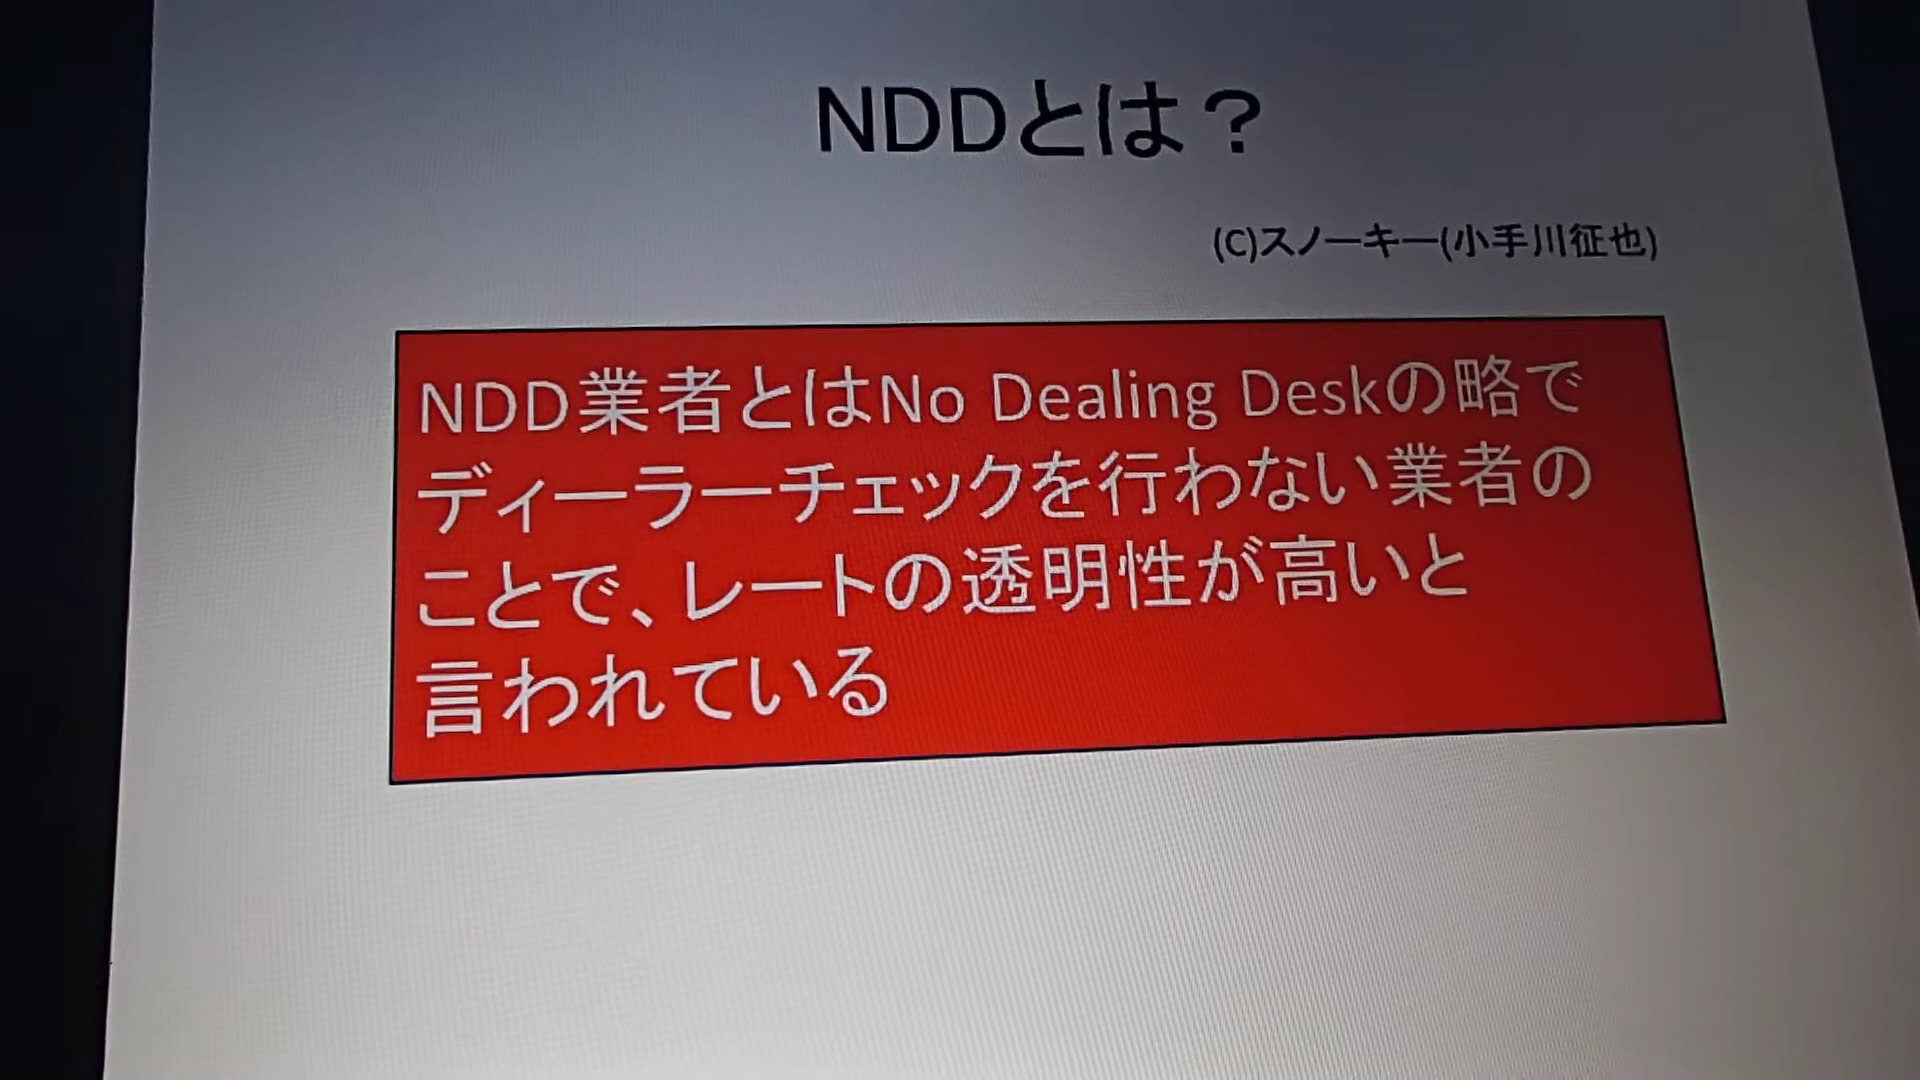 NDDとは？
(C)スノーキー(小手川征也)
NDD業者とはNo Dealing Deskの略で
ディーラーチェックを行わない業者の
ことで、レートの透明性が高いと
言われている